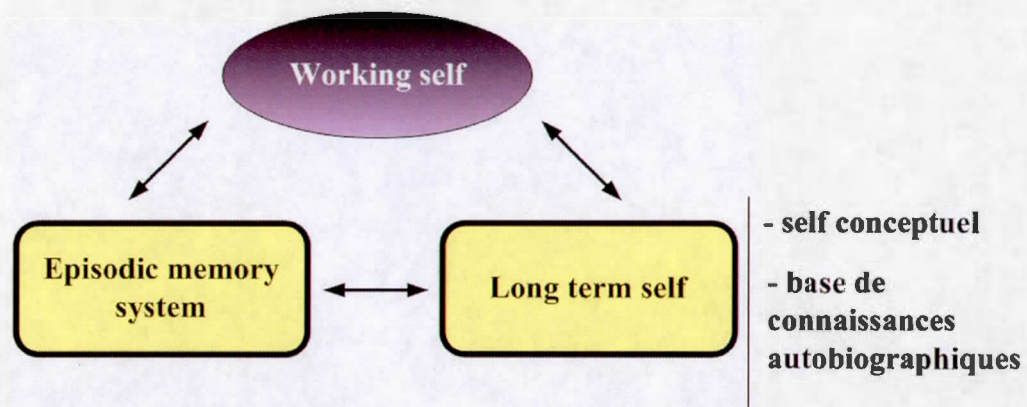 Working self
Episodic memory
system
Long term self
- self conceptuel
- base de
connaissances
autobiographiques